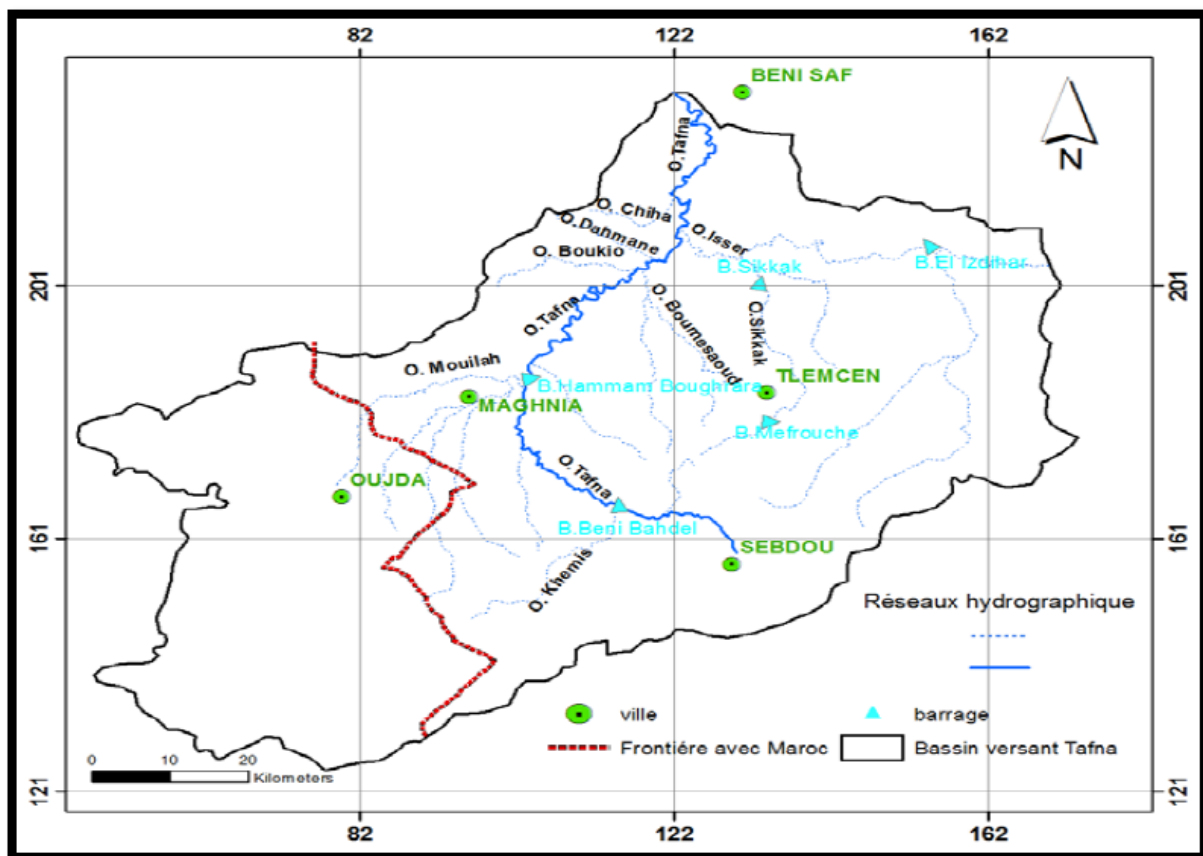 82 122 162
BENI SAF
N
O.Tafna
O. Chiha
O.Dahmane
O.Isser
O. Boukio
B.Sikkak
B.El Izdihar
201 201
O.Tafna
O. Boumesaoud
O.Sikkak
O. Mouilah
B.Hammam Boughrara
TLEMCEN
MAGHNIA
B.Mefrouche
OUJDA
O.Tafna
B.Beni Bahdel
161 161
SEBDOU
O. Khemis
Réseaux hydrographique
ville
barrage
Frontiére avec Maroc
Bassin versant Tafna
0 10 20
Kilometers
121 121
82 122 162